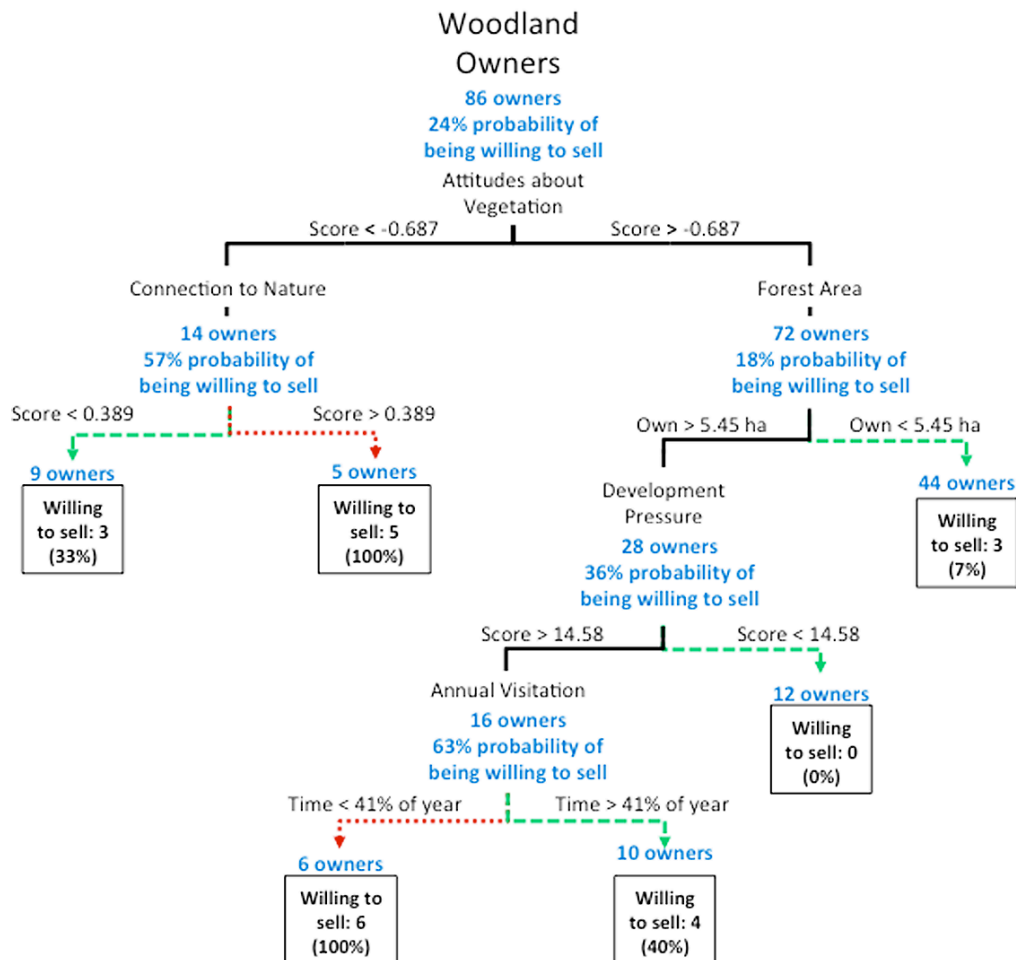 Woodland
Owners
86 owners
24% probability of
being willing to sell
Attitudes about
Vegetation
Score < -0.687
Score > -0.687
Connection to Nature
Forest Area
14 owners
57% probability of
being willing to sell
72 owners
18% probability of
being willing to sell
Score < 0.389
Score > 0.389
Own > 5.45 ha
Own < 5.45 ha
9 owners
Willing
to sell: 3
(33%)
5 owners
Willing to
sell: 5
(100%)
Development
Pressure
28 owners
36% probability of
being willing to sell
44 owners
Willing
to sell: 3
(7%)
Score > 14.58
Score < 14.58
Annual Visitation
16 owners
63% probability of
being willing to sell
12 owners
Willing
to sell: 0
(0%)
Time < 41% of year
Time > 41% of year
6 owners
Willing to
sell: 6
(100%)
10 owners
Willing
to sell: 4
(40%)